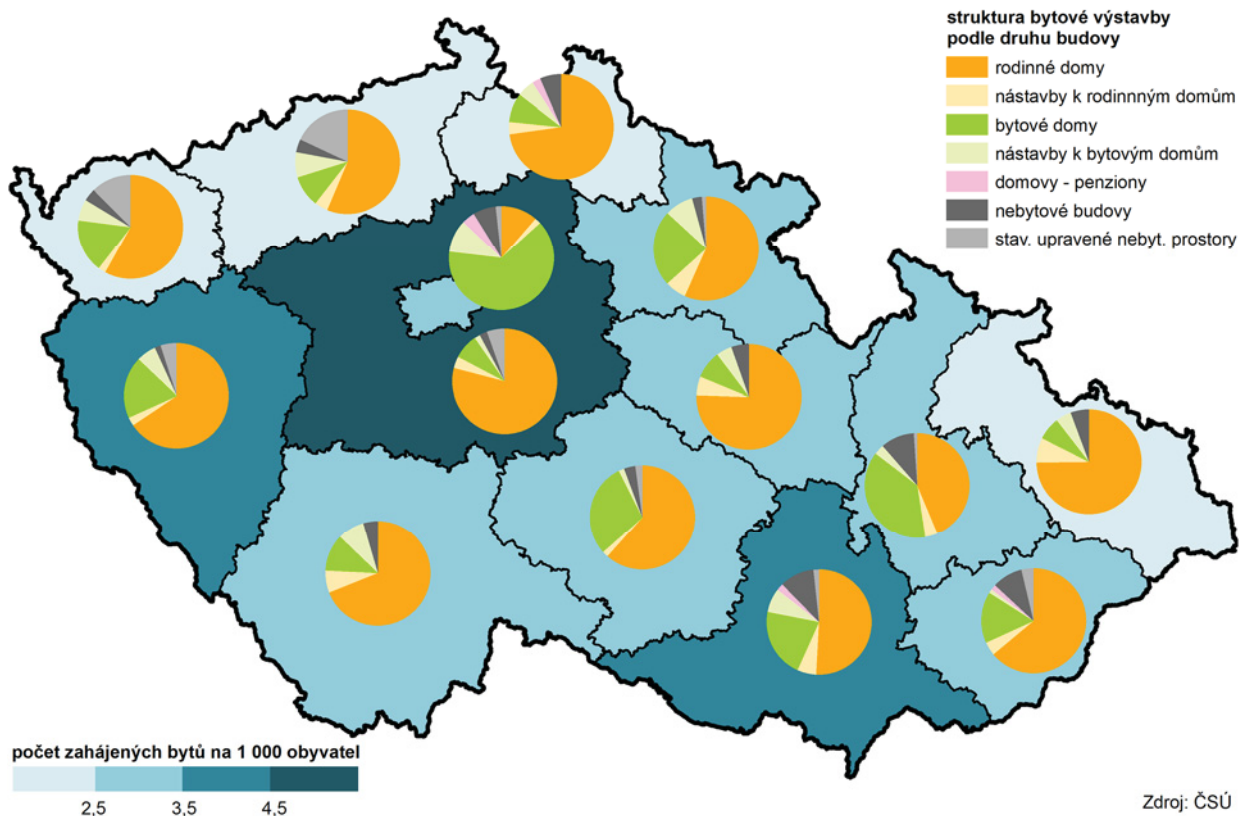 struktura bytové výstavby
podle druhu budovy
rodinné domy
nástavby k rodinnným domům
bytové domy
nástavby k bytovým domům
domovy - penziony
nebytové budovy
stav. upravené nebyt. prostory
počet zahájených bytů na 1 000 obyvatel
2,5 3,5 4,5
Zdroj: ČSÚ